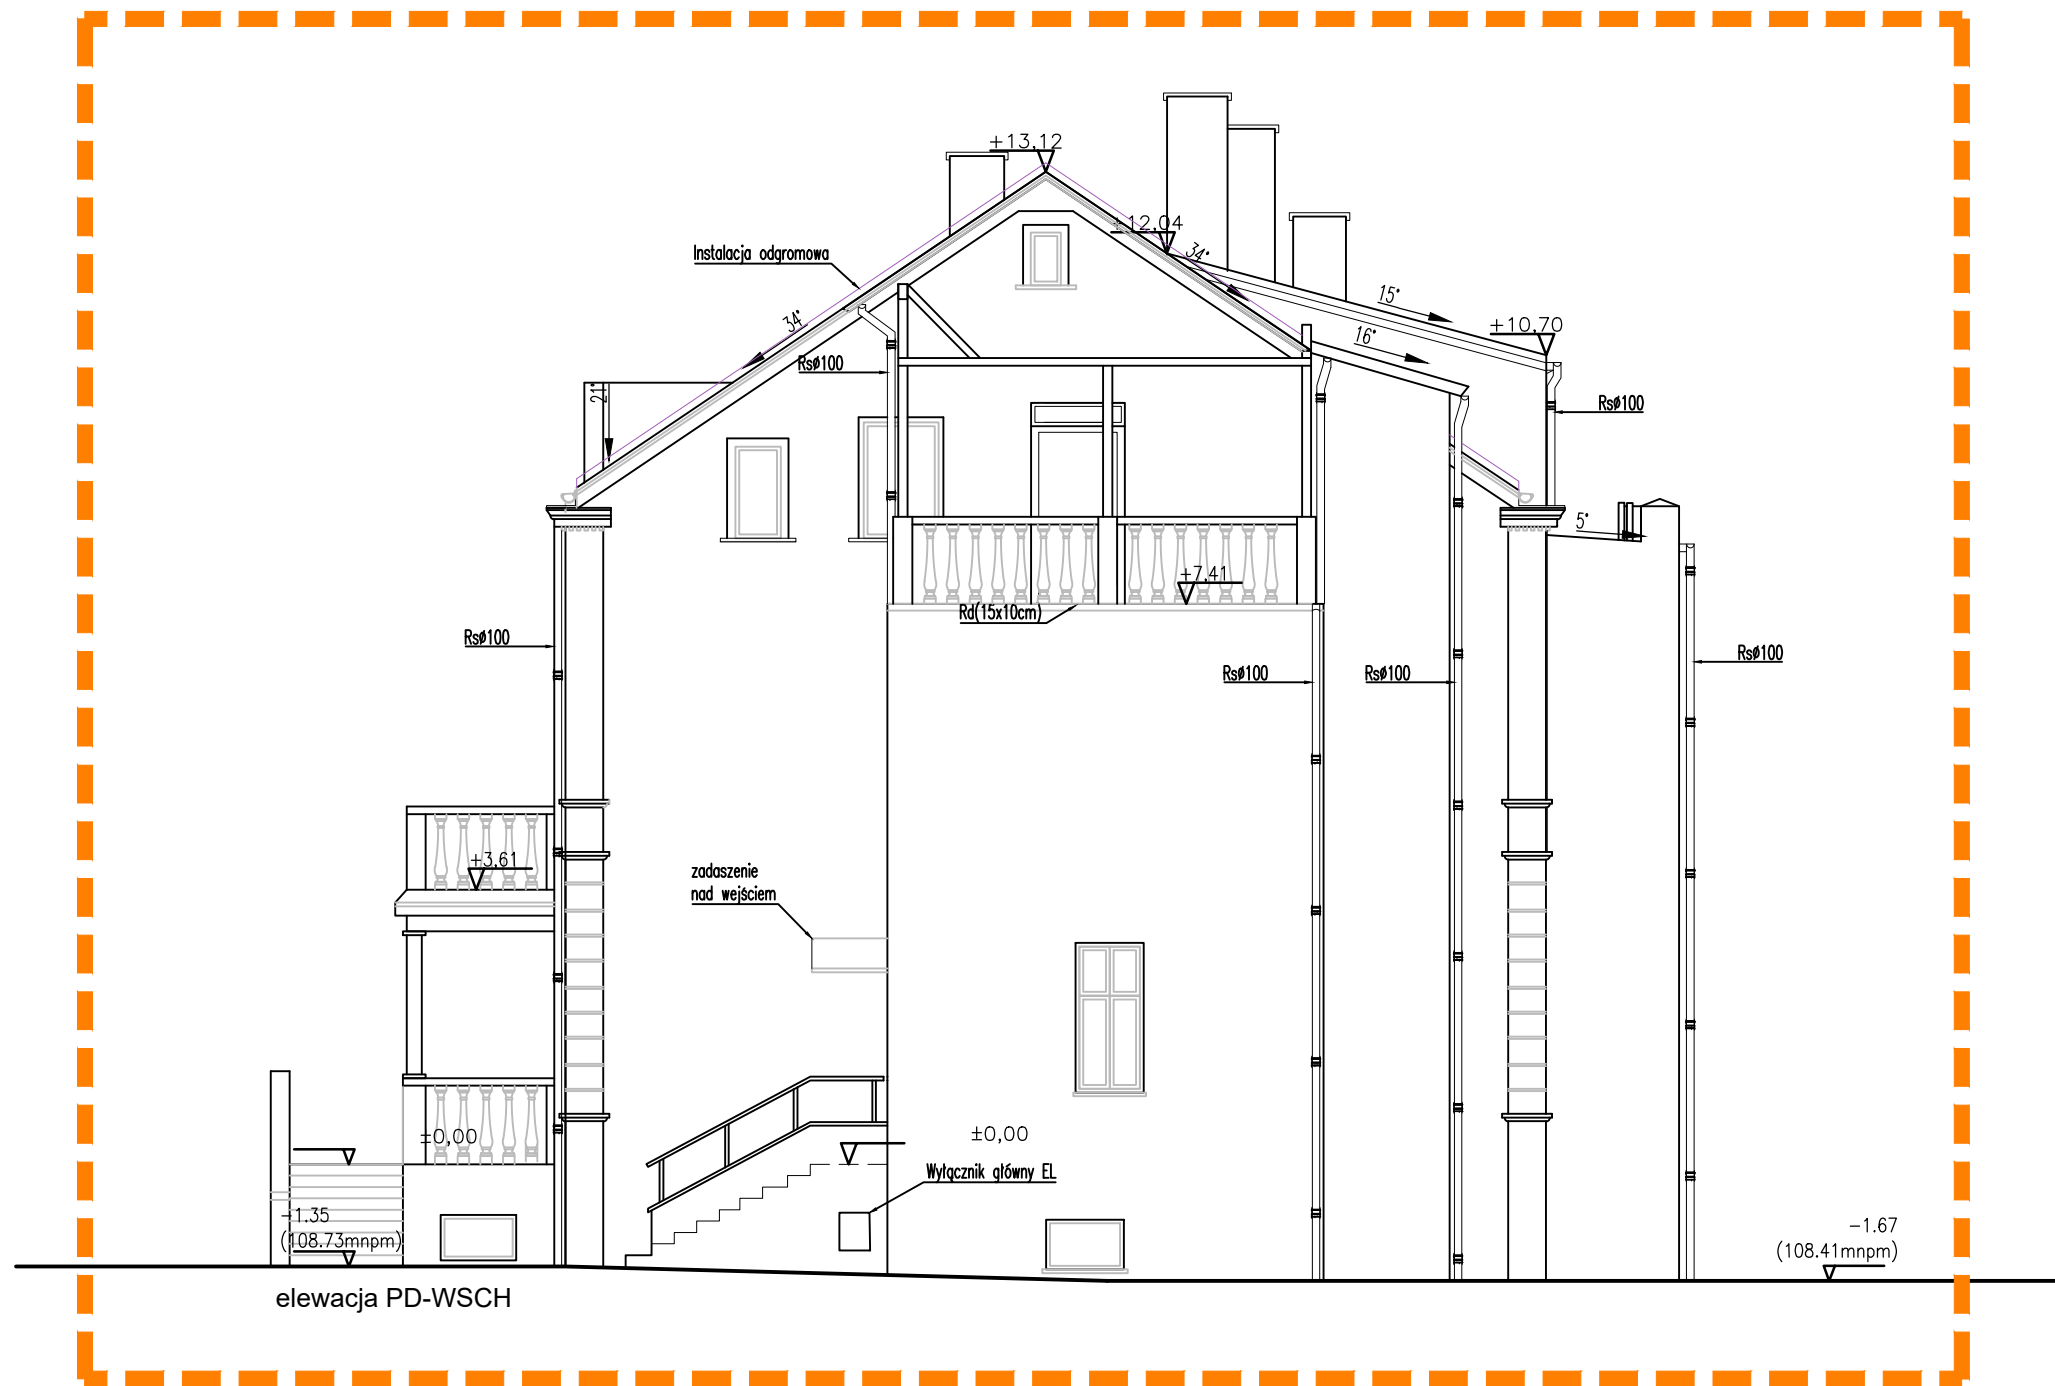 +13,12
+12,04
Instalacja odgromowa
34°
15°
34°
+10,70
16°
Rsø100
21°
Rsø100
5°
+7,41
Rd(15x10cm)
Rsø100
Rsø100
Rsø100
Rsø100
+3,61
zadaszenie
nad wejściem
±0,00
±0,00
Wyłącznik główny EL
-1.35
(108.73mnpm)
-1.67
(108.41mnpm)
elewacja PD-WSCH